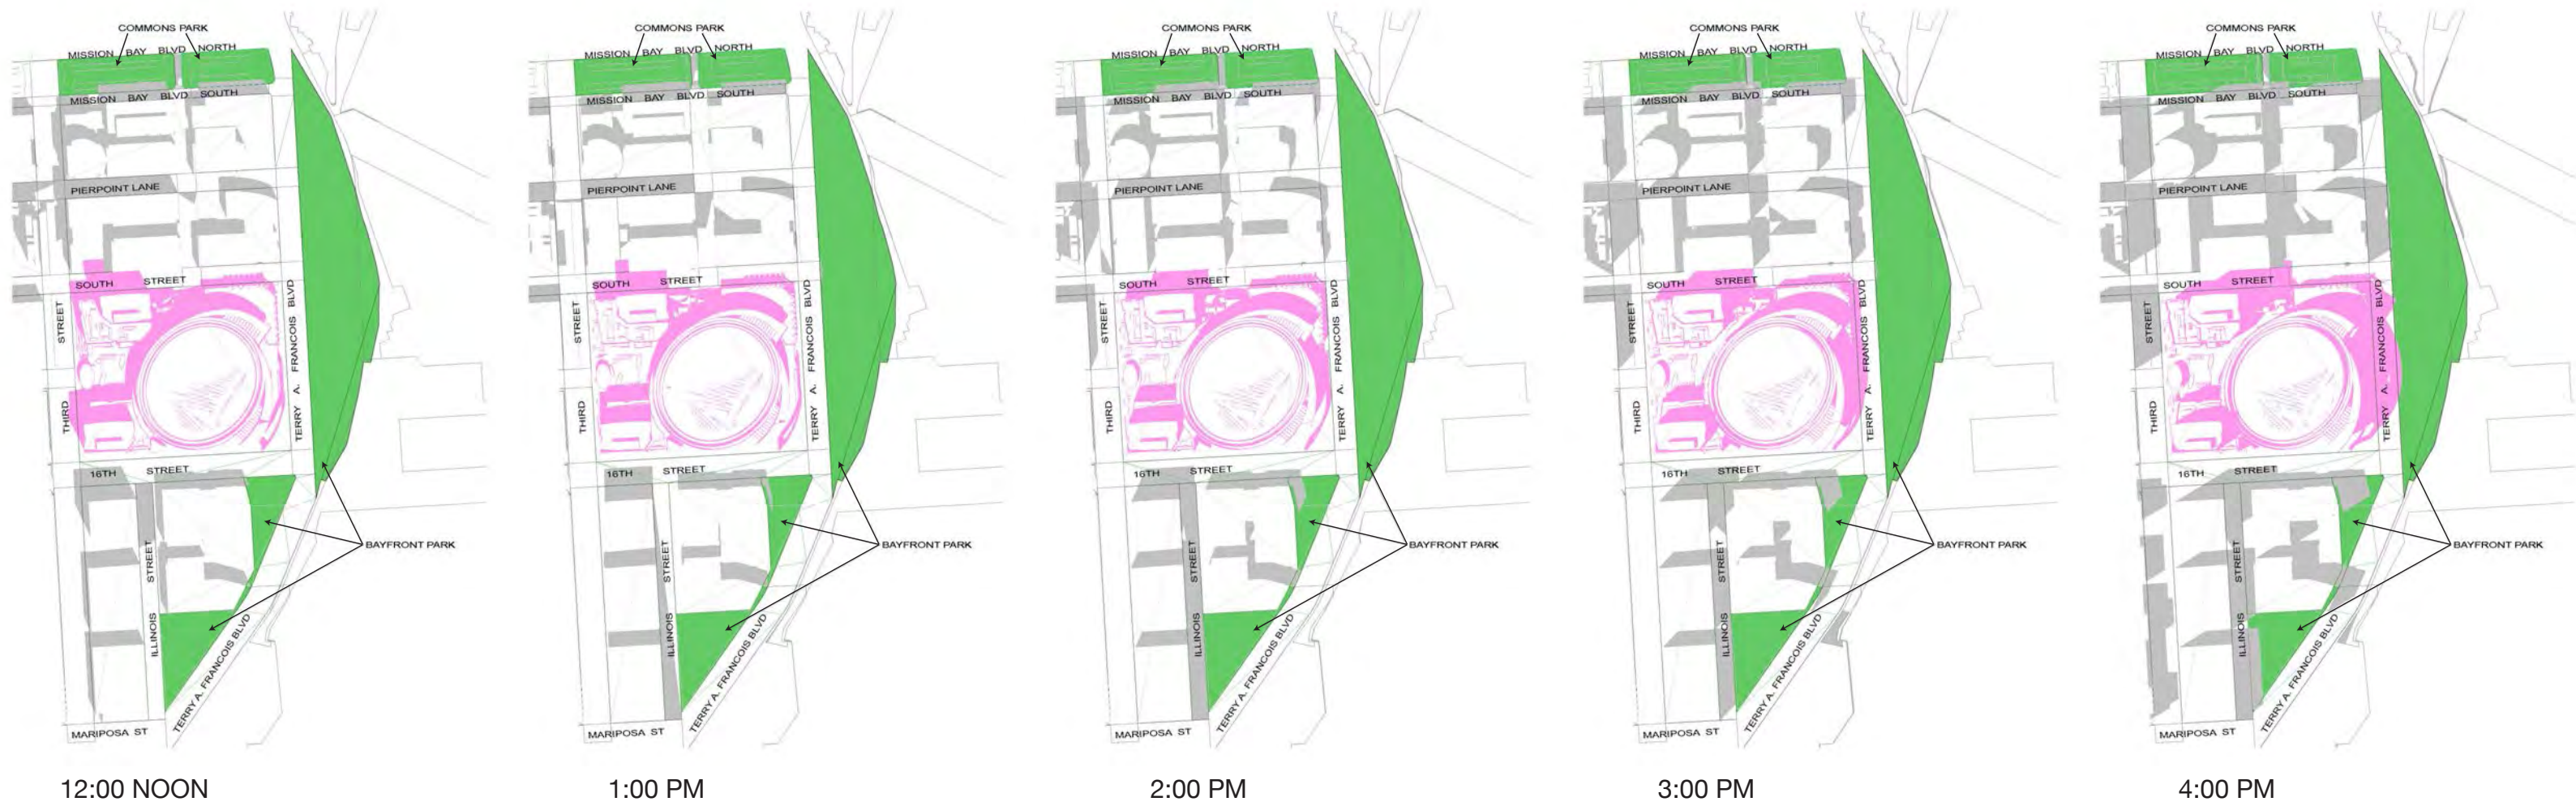 COMMONS PARK
MISSION BAY BLVD NORTH
MISSION BAY BLVD SOUTH
PIERPOINT LANE
SOUTH STREET
THIRD STREET
TERRY A. FRANCOIS BLVD
16TH STREET
BAYFRONT PARK
ILLINOIS STREET
TERRY A. FRANCOIS BLVD
MARIPOSA ST
12:00 NOON
COMMONS PARK
MISSION BAY BLVD NORTH
MISSION BAY BLVD SOUTH
PIERPOINT LANE
SOUTH STREET
THIRD STREET
TERRY A. FRANCOIS BLVD
16TH STREET
BAYFRONT PARK
ILLINOIS STREET
TERRY A. FRANCOIS BLVD
MARIPOSA ST
1:00 PM
COMMONS PARK
MISSION BAY BLVD NORTH
MISSION BAY BLVD SOUTH
PIERPOINT LANE
SOUTH STREET
THIRD STREET
TERRY A. FRANCOIS BLVD
16TH STREET
BAYFRONT PARK
ILLINOIS STREET
TERRY A. FRANCOIS BLVD
MARIPOSA ST
2:00 PM
COMMONS PARK
MISSION BAY BLVD NORTH
MISSION BAY BLVD SOUTH
PIERPOINT LANE
SOUTH STREET
THIRD STREET
TERRY A. FRANCOIS BLVD
16TH STREET
BAYFRONT PARK
ILLINOIS STREET
TERRY A. FRANCOIS BLVD
MARIPOSA ST
3:00 PM
COMMONS PARK
MISSION BAY BLVD NORTH
MISSION BAY BLVD SOUTH
PIERPOINT LANE
SOUTH STREET
THIRD STREET
TERRY A. FRANCOIS BLVD
16TH STREET
BAYFRONT PARK
ILLINOIS STREET
TERRY A. FRANCOIS BLVD
MARIPOSA ST
4:00 PM